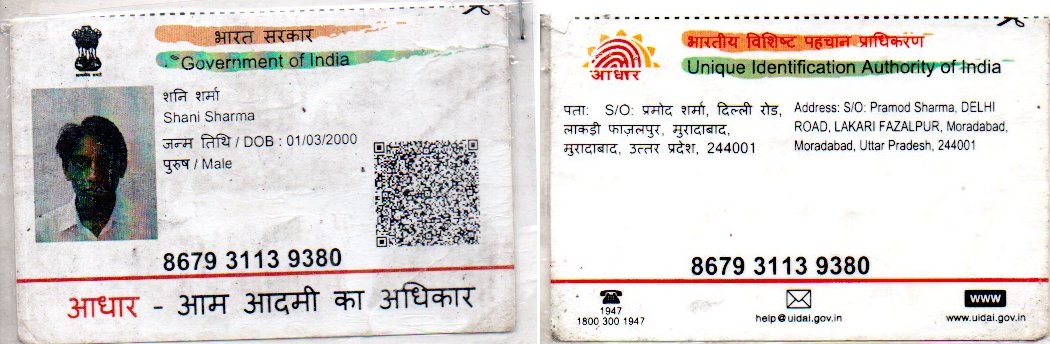 भारत सरकार
Government of India
शनि शर्मा
Shani Sharma
जन्म तिथि / DOB : 01/03/2000
पुरुष / Male
8679 3113 9380
आधार - आम आदमी का अधिकार
भारतीय विशिष्ट पहचान प्राधिकरण
Unique Identification Authority of India
आधार
पता: S/O: प्रमोद शर्मा, दिल्ली रोड,
लाकडी फाज़लपुर, मुरादाबाद,
मुरादाबाद, उत्तर प्रदेश, 244001
Address: S/O: Pramod Sharma, DELHI
ROAD, LAKARI FAZALPUR, Moradabad,
Moradabad, Uttar Pradesh, 244001
8679 3113 9380
1947
1800 300 1947
help@uidai.gov.in
www
www.uidai.gov.in